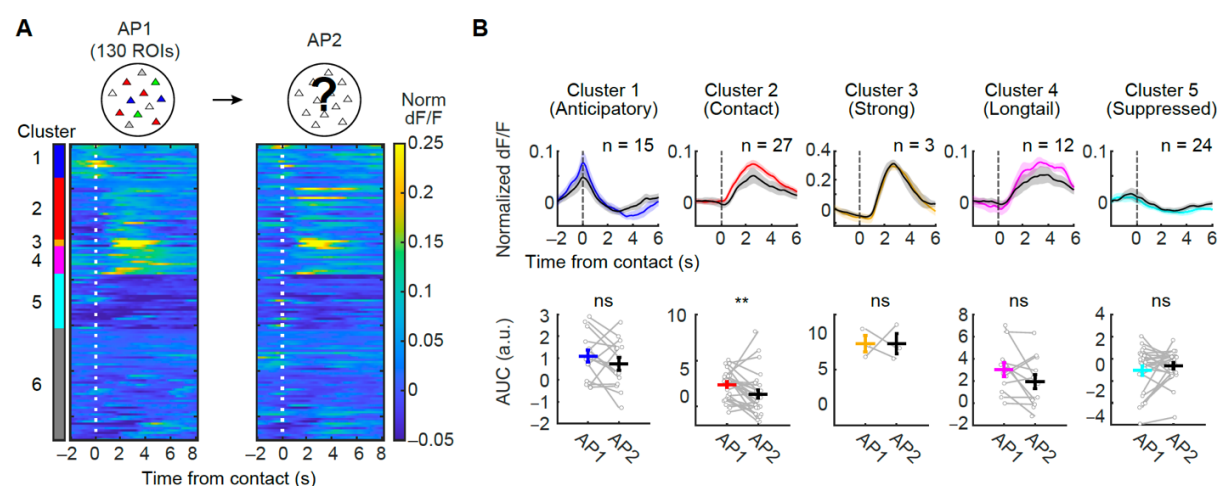 A
AP1
(130 ROIs)
AP2
?
Norm
dF/F
Cluster
1
2
3
4
5
6
0.25
0.20
0.15
0.10
0.05
0
−0.05
−2 0 2 4 6 8
−2 0 2 4 6 8
Time from contact (s)
B
Cluster 1
(Anticipatory)
Cluster 2
(Contact)
Cluster 3
(Strong)
Cluster 4
(Longtail)
Cluster 5
(Suppressed)
Normalized dF/F
n = 15
n = 27
n = 3
n = 12
n = 24
0.1
0
0.1
0
0.4
0.2
0
0.1
0
0.1
0
−2 0 2 4 6
−2 0 2 4 6
−2 0 2 4 6
−2 0 2 4 6
−2 0 2 4 6
Time from contact (s)
ns
**
ns
ns
ns
AUC (a.u.)
3
2
1
0
−1
−2
10
5
0
10
5
0
8
6
4
2
0
−2
4
2
0
−2
−4
AP1
AP2
AP1
AP2
AP1
AP2
AP1
AP2
AP1
AP2